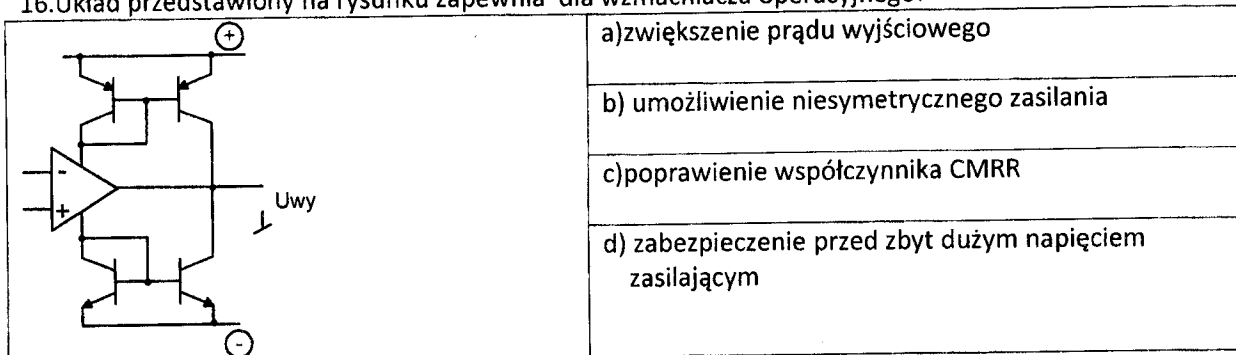 16.Układ przedstawiony na rysunku zapewnia dla wzmacniacza operacyjnego:
a)zwiększenie prądu wyjściowego
b) umożliwienie niesymetrycznego zasilania
c)poprawienie współczynnika CMRR
d) zabezpieczenie przed zbyt dużym napięciem
zasilającym
+
-
+
Uwy
-